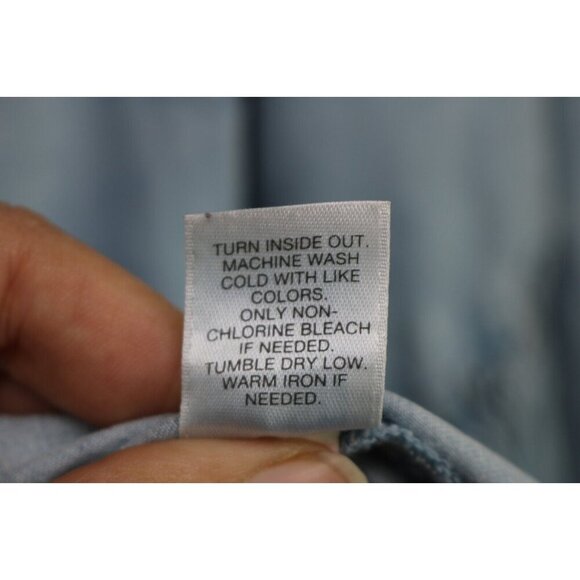 TURN INSIDE OUT.
MACHINE WASH
COLD WITH LIKE
COLORS.
ONLY NON-
CHLORINE BLEACH
IF NEEDED.
TUMBLE DRY LOW.
WARM IRON IF
NEEDED.